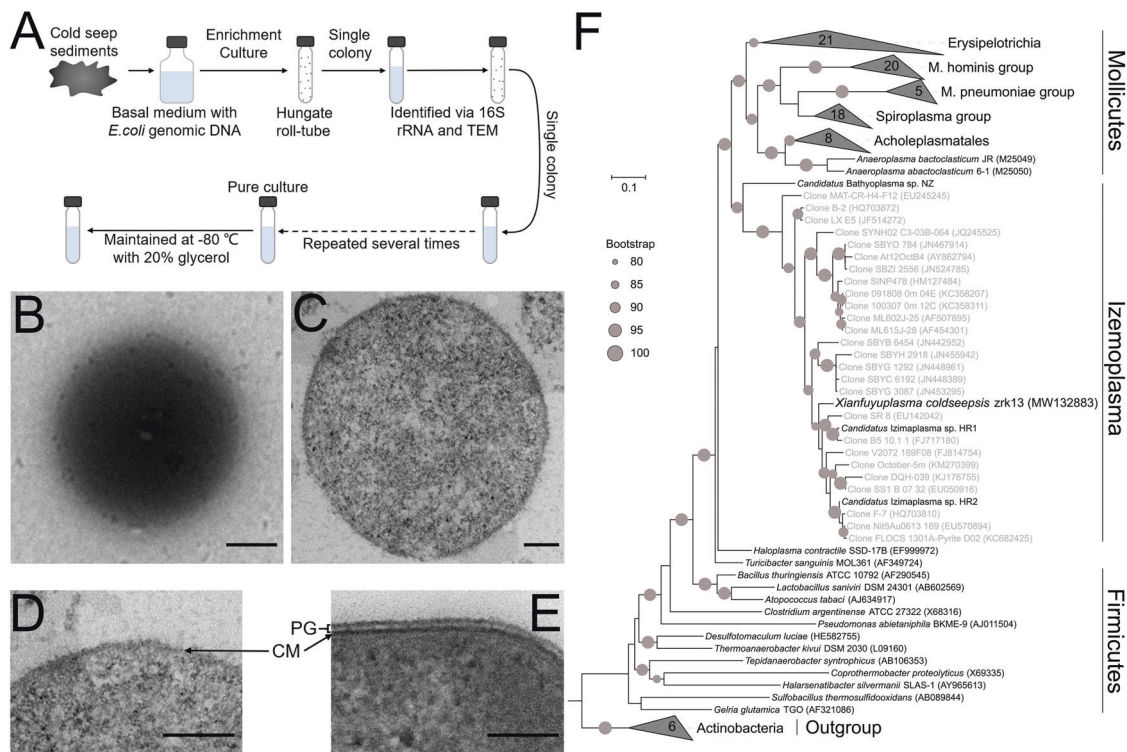 A
Cold seep
sediments
Enrichment
Culture
Single
colony
Basal medium with
E.coli genomic DNA
Hungate
roll-tube
Identified via 16S
rRNA and TEM
Single colony
Pure culture
Maintained at -80 ℃
with 20% glycerol
Repeated several times
B
C
D
E
PG
CM
F
0.1
Bootstrap
80
85
90
95
100
21 Erysipelotrichia
20 M. hominis group
5 M. pneumoniae group
18 Spiroplasma group
8 Acholeplasmatales
Anaeroplasma bactoclasticum JR (M25049)
Anaeroplasma abactoclasticum 6-1 (M25050)
Mollicutes
Candidatus Bathyoplasma sp. NZ
Clone MAT-CR-H4-F12 (EU245245)
Clone B-2 (HQ703872)
Clone LX E5 (JF514272)
Clone SYNH02 C3-03B-064 (JQ245525)
Clone SBYO 784 (JN467914)
Clone At12OctB4 (AY862794)
Clone SBZI 2556 (JN524785)
Clone SINP478 (HM127484)
Clone 091808 0m 04E (KC358207)
Clone 100307 0m 12C (KC358311)
Clone ML602J-25 (AF507895)
Clone ML615J-28 (AF454301)
Clone SBYB 6454 (JN442952)
Clone SBYH 2918 (JN455942)
Clone SBYG 1292 (JN448961)
Clone SBYC 6192 (JN448389)
Clone SBYG 3087 (JN453295)
Xianfuyuplasma coldseepsis zrk13 (MW132883)
Clone SR 8 (EU142042)
Candidatus Izimaplasma sp. HR1
Clone B5 10.1 1 (FJ717180)
Clone V2072 189F08 (FJ814754)
Clone October-5m (KM270399)
Clone DQH-039 (KJ176755)
Clone SS1 B 07 32 (EU050916)
Candidatus Izimaplasma sp. HR2
Clone F-7 (HQ703810)
Clone Nit5Au0613 169 (EU570894)
Clone FLOCS 1301A-Pyrite D02 (KC682425)
Izemoplasma
Haloplasma contractile SSD-17B (EF999972)
Turicibacter sanguinis MOL361 (AF349724)
Bacillus thuringiensis ATCC 10792 (AF290545)
Lactobacillus saniviri DSM 24301 (AB602569)
Atopococcus tabaci (AJ634917)
Clostridium argentinense ATCC 27322 (X68316)
Pseudomonas abietaniphila BKME-9 (AJ011504)
Desulfotomaculum luciae (HE582755)
Thermoanaerobacter kivui DSM 2030 (L09160)
Tepidanaerobacter syntrophicus (AB106353)
Coprothermobacter proteolyticus (X69335)
Halarsenatibacter silvermanii SLAS-1 (AY965613)
Sulfobacillus thermosulfidooxidans (AB089844)
Gelria glutamica TGO (AF321086)
Firmicutes
6 Actinobacteria
Outgroup